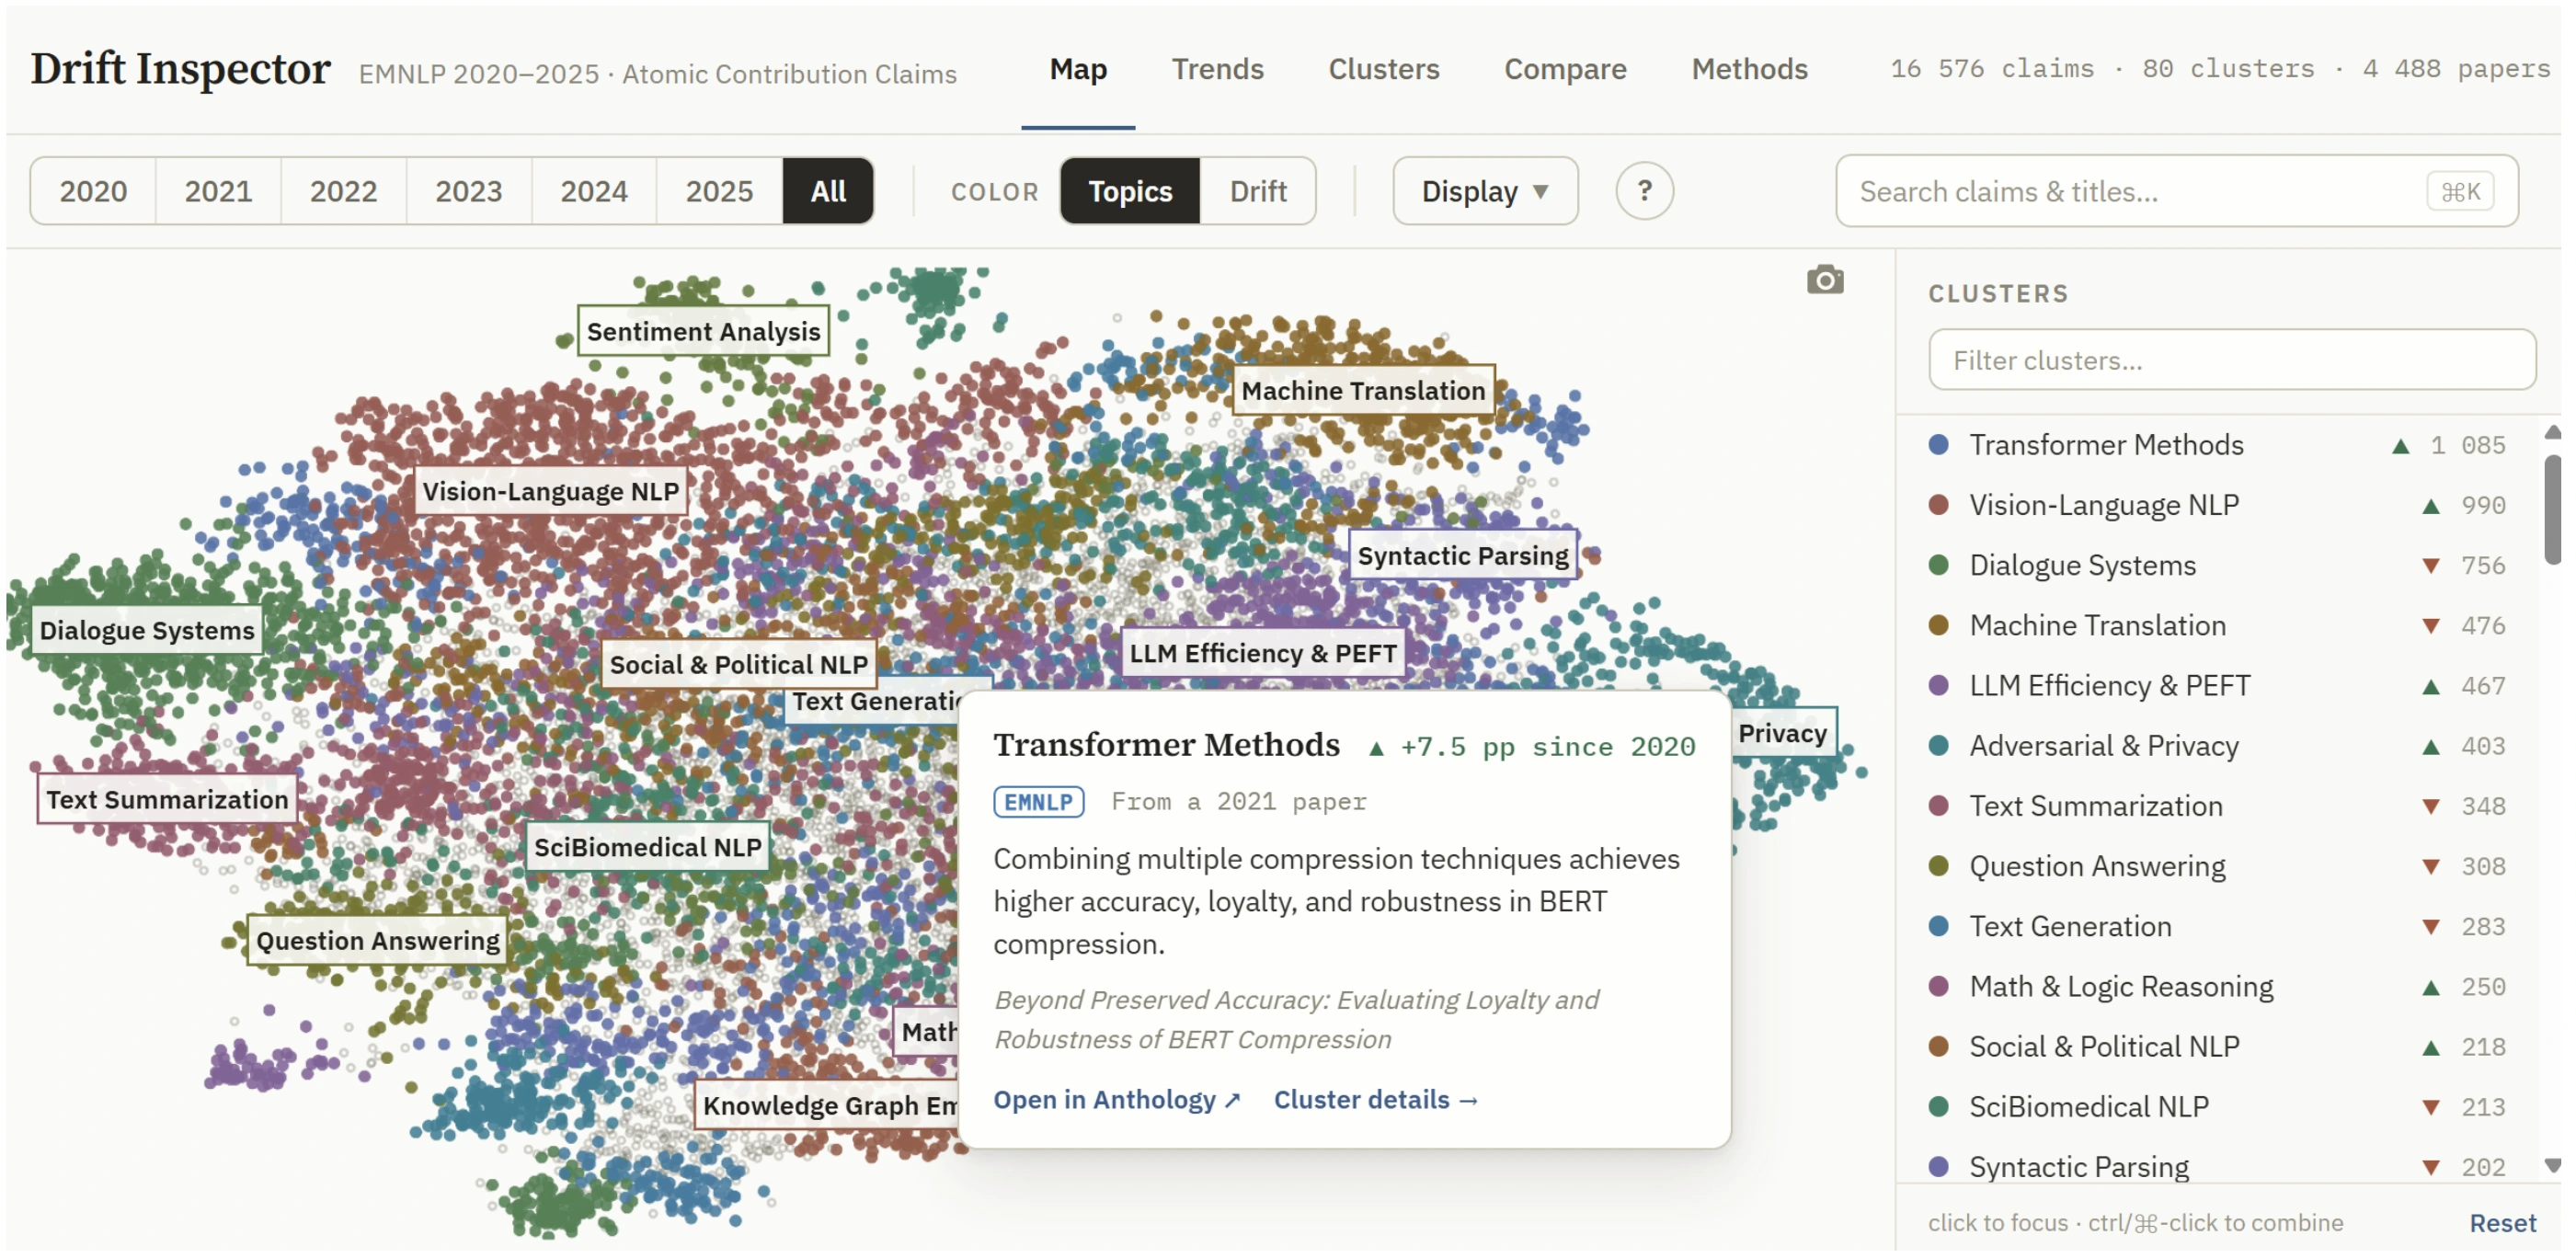 Drift Inspector EMNLP 2020–2025 · Atomic Contribution Claims Map Trends Clusters Compare Methods 16 576 claims · 80 clusters · 4 488 papers
2020 2021 2022 2023 2024 2025 All COLOR Topics Drift Display ▼ ? Search claims & titles... ⌘K
Sentiment Analysis
Machine Translation
Vision-Language NLP
Syntactic Parsing
Dialogue Systems
LLM Efficiency & PEFT
Social & Political NLP
Text Generatio
Privacy
Text Summarization
SciBiomedical NLP
Question Answering
Math
Knowledge Graph Em
Transformer Methods ▲ +7.5 pp since 2020
EMNLP From a 2021 paper
Combining multiple compression techniques achieves
higher accuracy, loyalty, and robustness in BERT
compression.
Beyond Preserved Accuracy: Evaluating Loyalty and
Robustness of BERT Compression
Open in Anthology ↗ Cluster details →
CLUSTERS
Filter clusters...
Transformer Methods ▲ 1 085
Vision-Language NLP ▲ 990
Dialogue Systems ▼ 756
Machine Translation ▼ 476
LLM Efficiency & PEFT ▲ 467
Adversarial & Privacy ▲ 403
Text Summarization ▼ 348
Question Answering ▼ 308
Text Generation ▼ 283
Math & Logic Reasoning ▲ 250
Social & Political NLP ▲ 218
SciBiomedical NLP ▼ 213
Syntactic Parsing ▼ 202
click to focus · ctrl/⌘-click to combine Reset